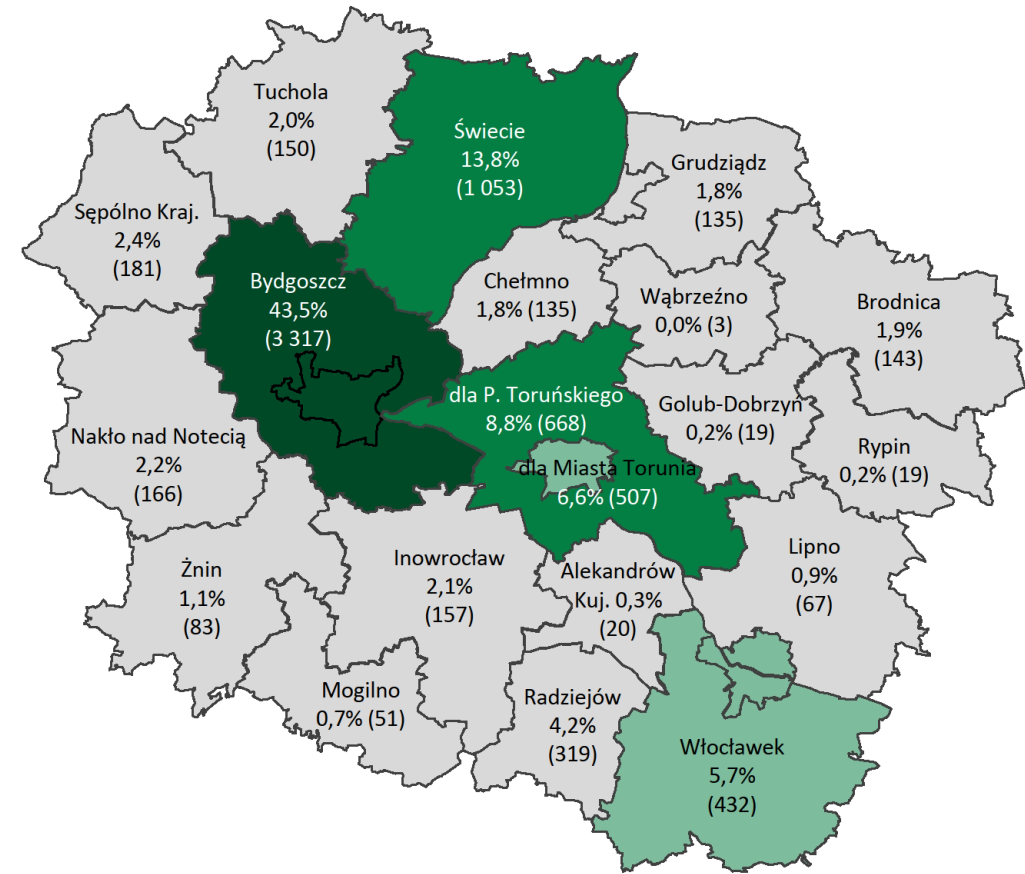 Tuchola
2,0%
(150)
Świecie
13,8%
(1 053)
Grudziądz
1,8%
(135)
Sępólno Kraj.
2,4%
(181)
Bydgoszcz
43,5%
(3 317)
Chełmno
1,8% (135)
Wąbrzeźno
0,0% (3)
Brodnica
1,9%
(143)
dla P. Toruńskiego
8,8% (668)
Golub-Dobrzyń
0,2% (19)
Rypin
0,2% (19)
Nakło nad Notecią
2,2%
(166)
dla Miasta Torunia
6,6% (507)
Żnin
1,1%
(83)
Inowrocław
2,1%
(157)
Alekandrów
Kuj. 0,3%
(20)
Lipno
0,9%
(67)
Mogilno
0,7% (51)
Radziejów
4,2%
(319)
Włocławek
5,7%
(432)